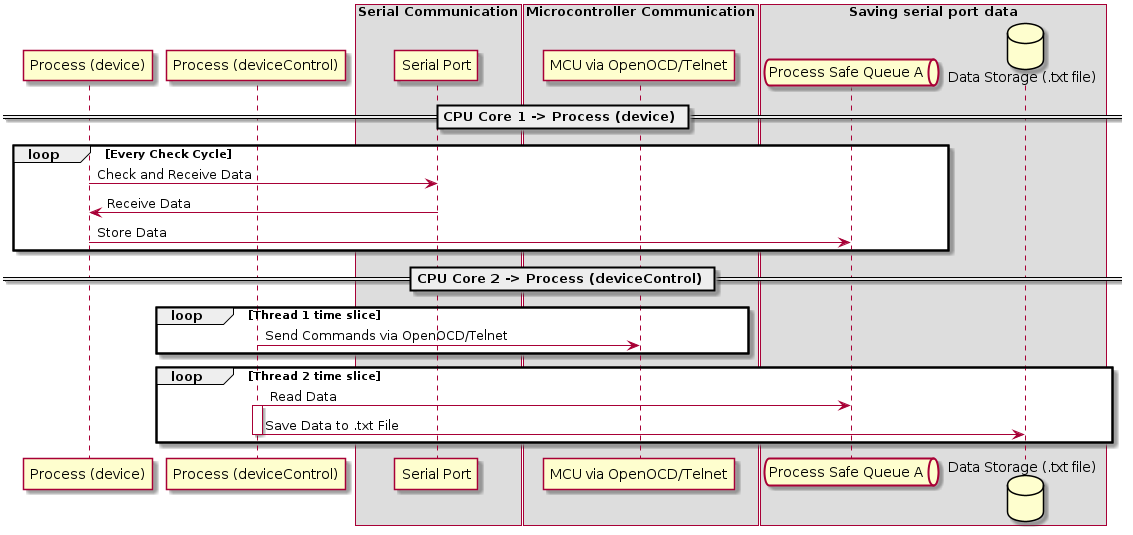 Serial Communication
Microcontroller Communication
Saving serial port data
Process (device)
Process (deviceControl)
Serial Port
MCU via OpenOCD/Telnet
Process Safe Queue A
Data Storage (.txt file)
CPU Core 1 -> Process (device)
loop
[Every Check Cycle]
Check and Receive Data
Receive Data
Store Data
CPU Core 2 -> Process (deviceControl)
loop
[Thread 1 time slice]
Send Commands via OpenOCD/Telnet
loop
[Thread 2 time slice]
Read Data
Save Data to .txt File
Process (device)
Process (deviceControl)
Serial Port
MCU via OpenOCD/Telnet
Process Safe Queue A
Data Storage (.txt file)